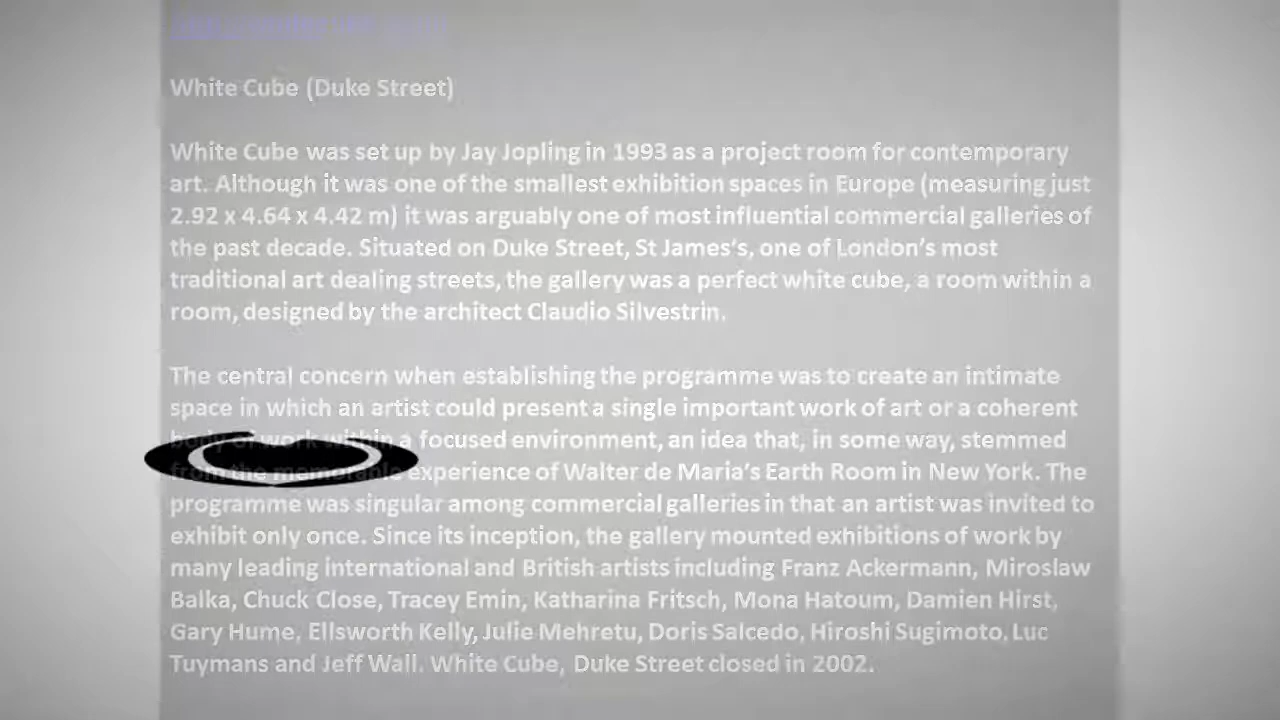 White Cube (Duke Street)
White Cube was set up by Jay Jopling in 1993 as a project room for contemporary
art. Although it was one of the smallest exhibition spaces in Europe (measuring just
2.92 x 4.64 x 4.42 m) it was arguably one of most influential commercial galleries of
the past decade. Situated on Duke Street, St James's, one of London's most
traditional art dealing streets, the gallery was a perfect white cube, a room within a
room, designed by the architect Claudio Silvestrin.
The central concern when establishing the programme was to create an intimate
space in which an artist could present a single important work of art or a coherent
body of work within a focused environment, an idea that, in some way, stemmed
from the memorable experience of Walter de Maria's Earth Room in New York. The
programme was singular among commercial galleries in that an artist was invited to
exhibit only once. Since its inception, the gallery mounted exhibitions of work by
many leading international and British artists including Franz Ackermann, Miroslaw
Balka, Chuck Close, Tracey Emin, Katharina Fritsch, Mona Hatoum, Damien Hirst,
Gary Hume, Ellsworth Kelly, Julie Mehretu, Doris Salcedo, Hiroshi Sugimoto, Luc
Tuymans and Jeff Wall. White Cube, Duke Street closed in 2002.